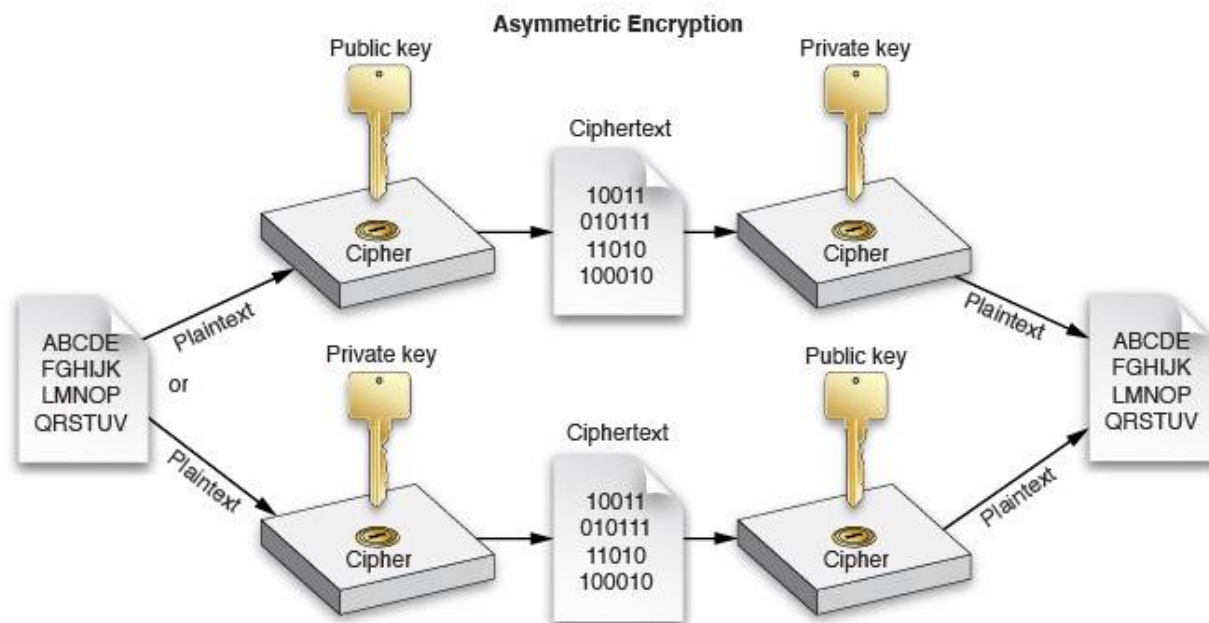 Asymmetric Encryption
Public key
Private key
Ciphertext
10011
010111
11010
100010
Cipher
Cipher
Plaintext
Plaintext
ABCDE
FGHIJK
LMNOP
QRSTUV
or
ABCDE
FGHIJK
LMNOP
QRSTUV
Private key
Public key
Plaintext
Ciphertext
Plaintext
10011
010111
11010
100010
Cipher
Cipher